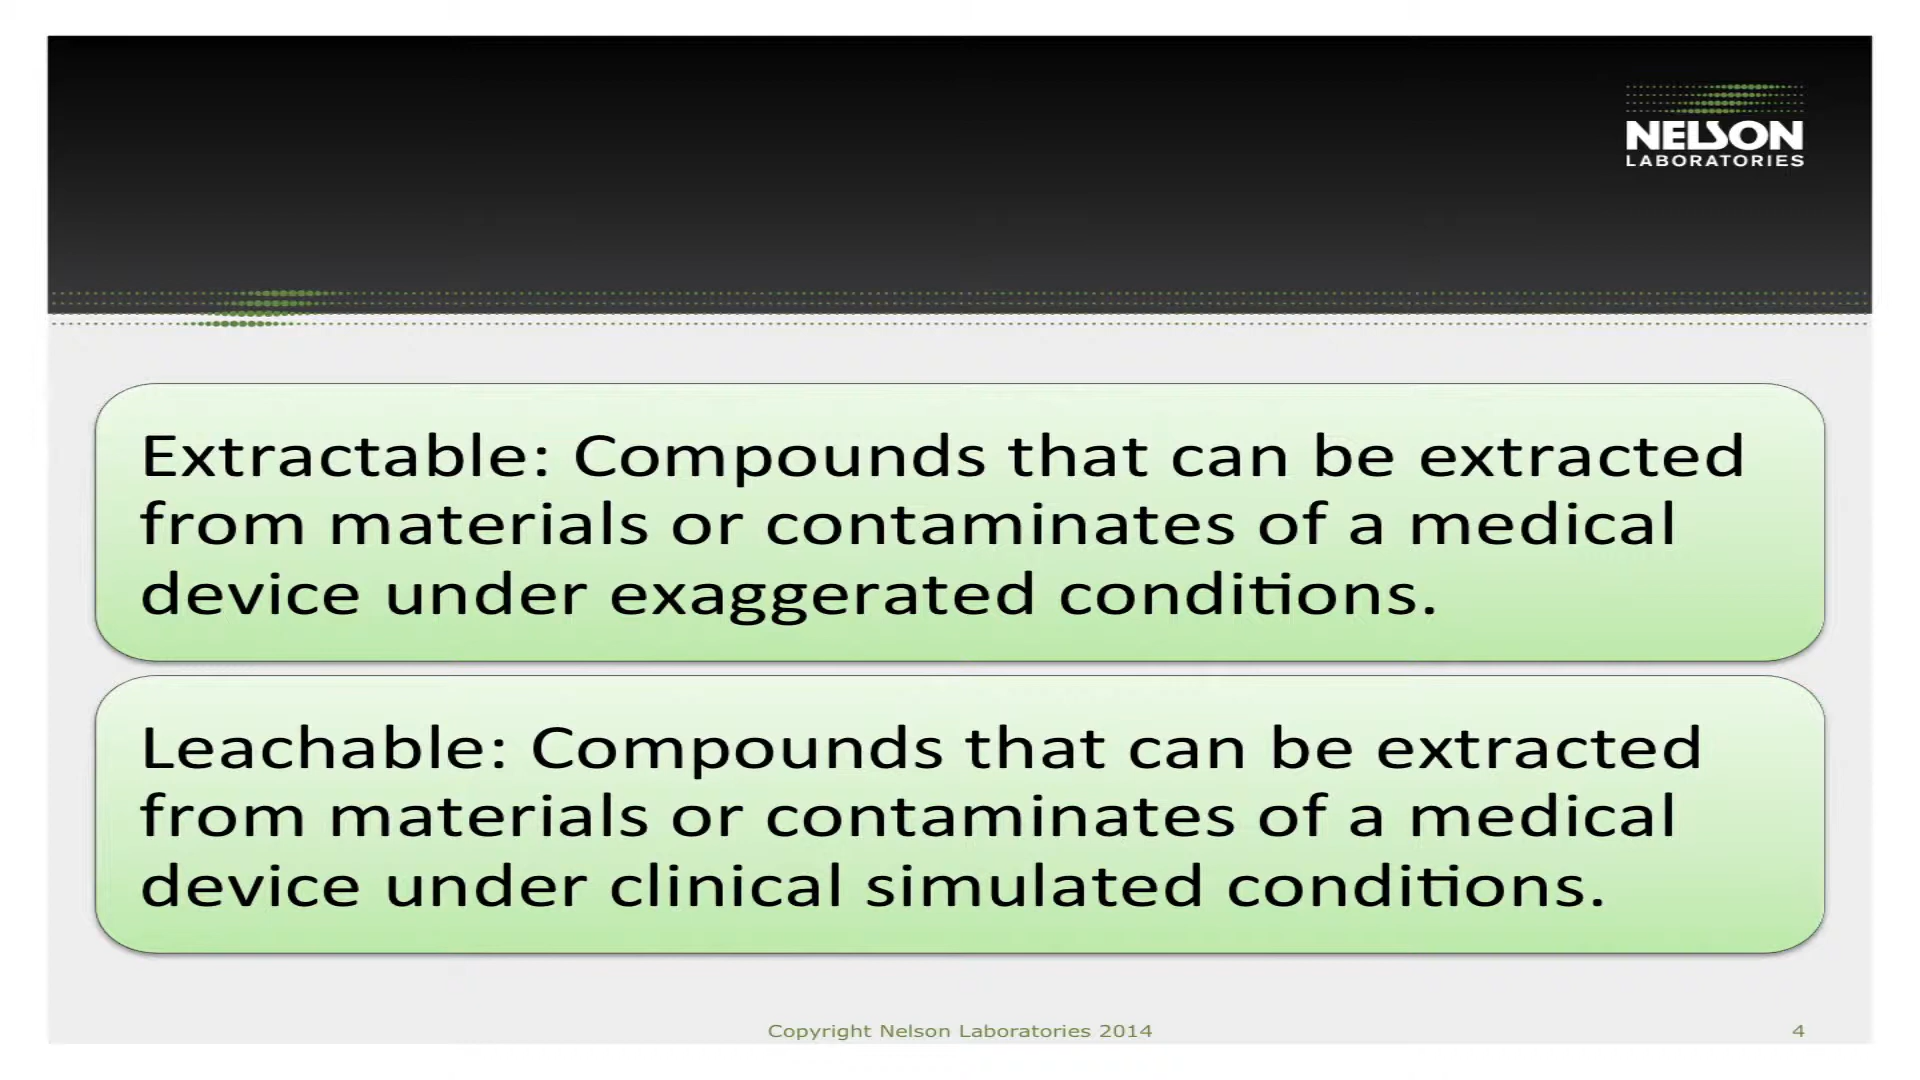 NELSON
LABORATORIES
Extractable: Compounds that can be extracted
from materials or contaminates of a medical
device under exaggerated conditions.
Leachable: Compounds that can be extracted
from materials or contaminates of a medical
device under clinical simulated conditions.
Copyright Nelson Laboratories 2014
4